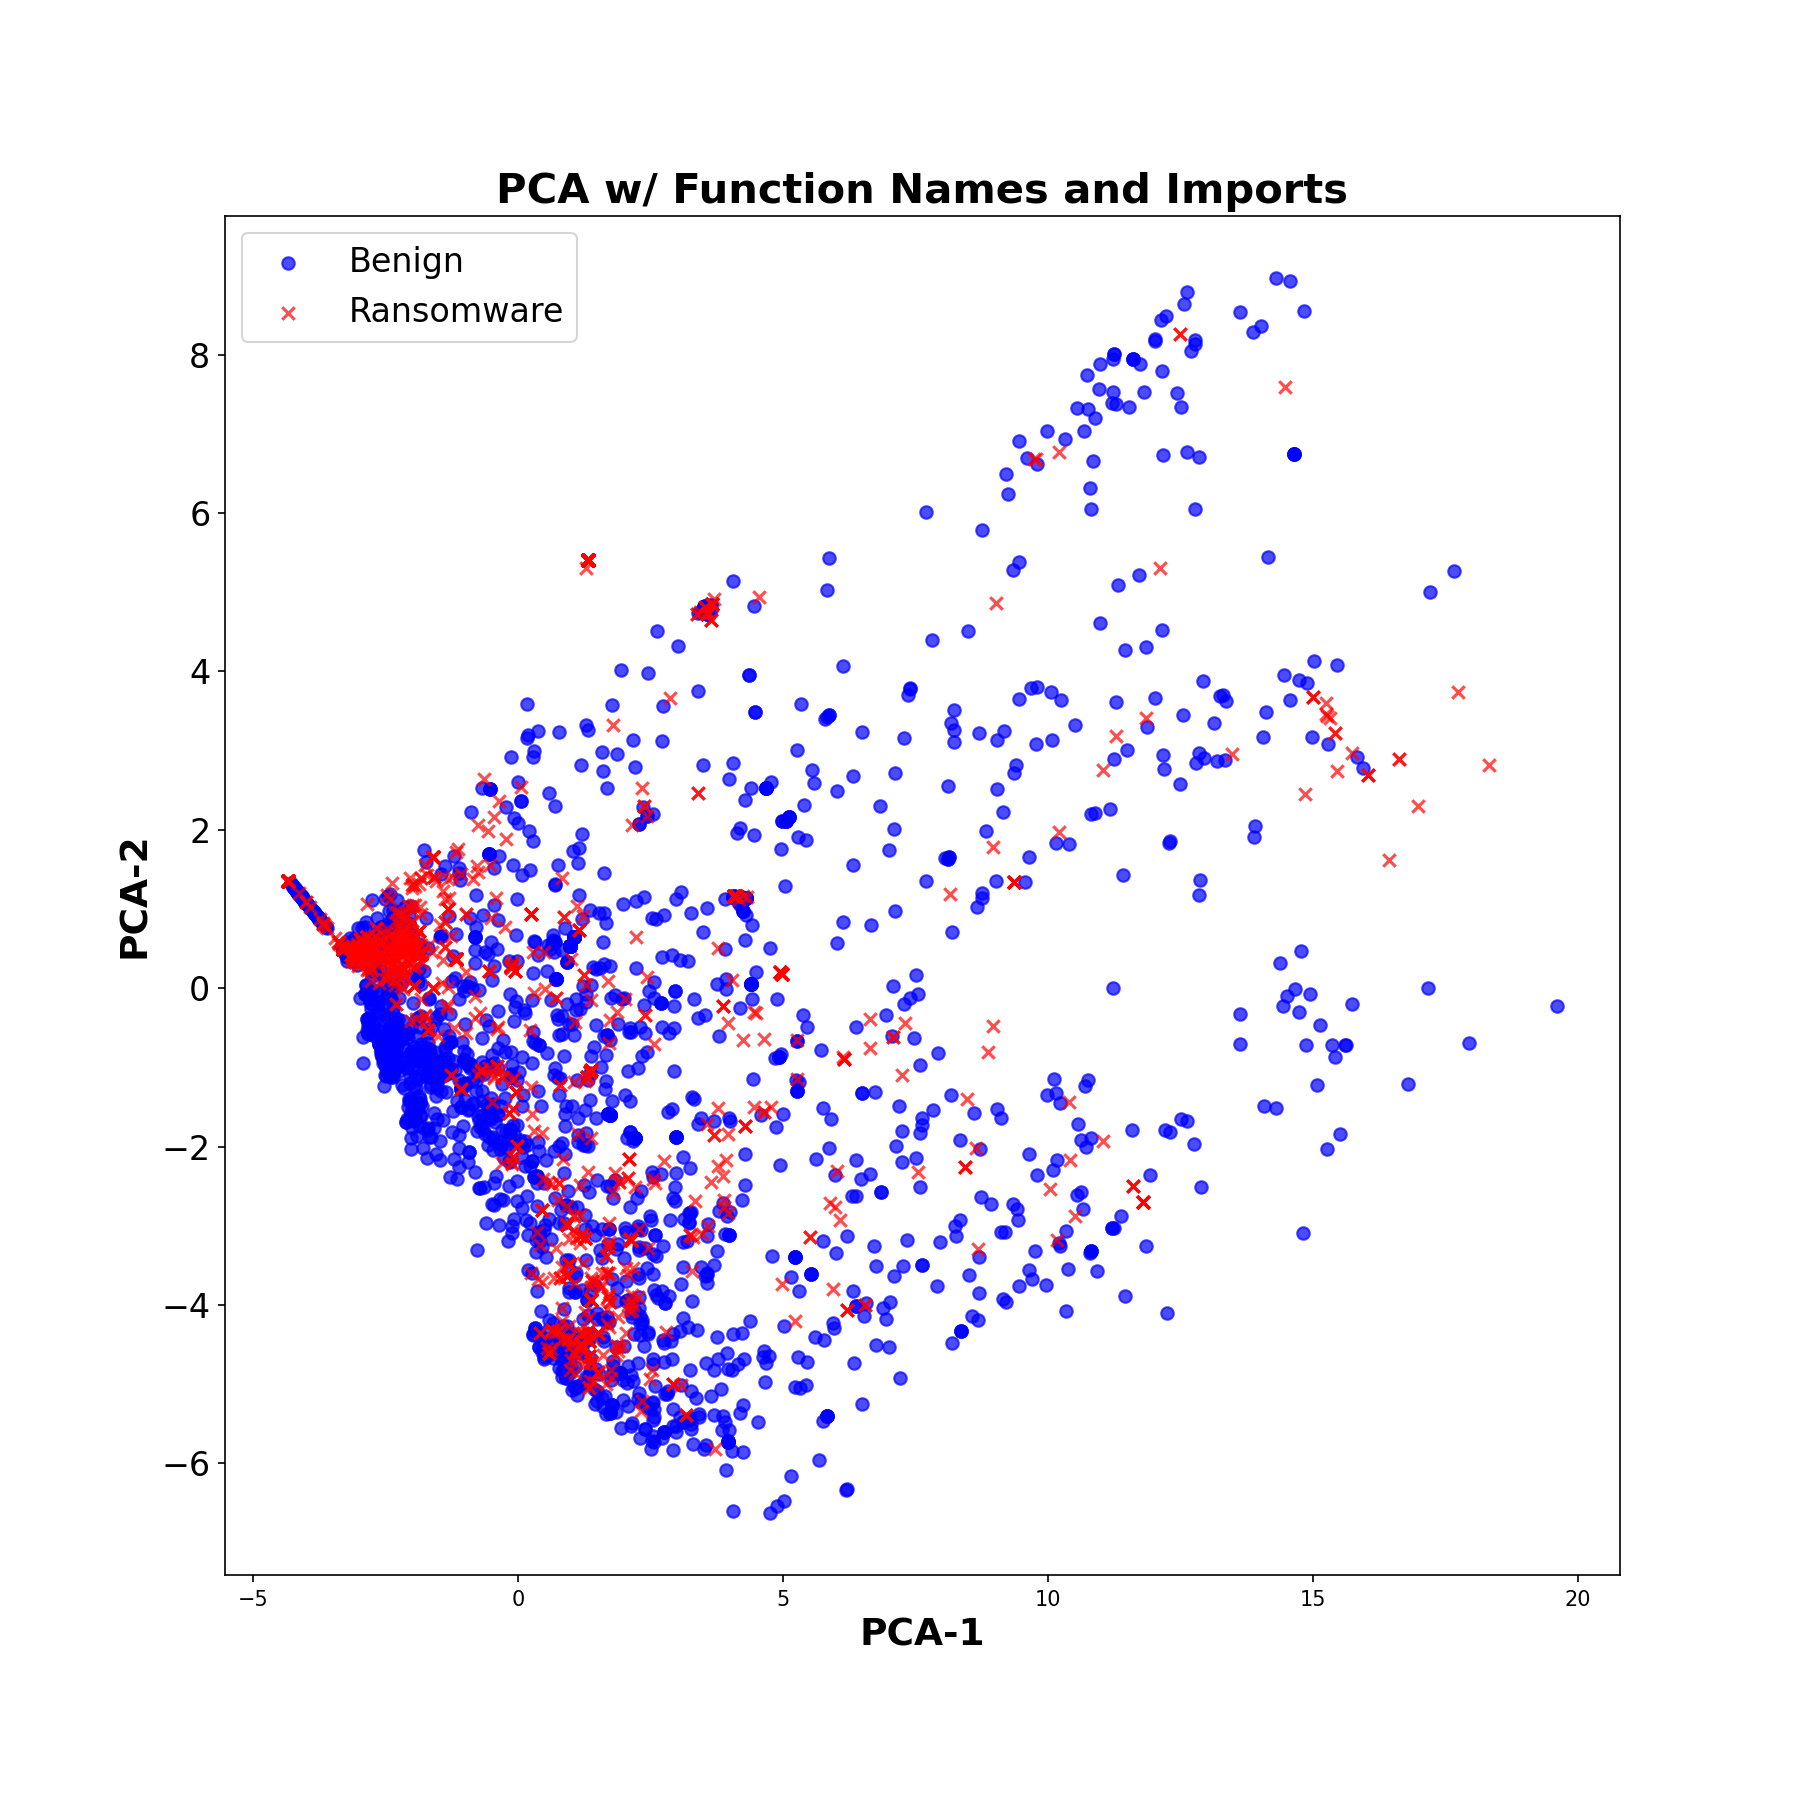 PCA w/ Function Names and Imports
Benign
Ransomware
8
6
4
2
0
−2
−4
−6
PCA-2
−5 0 5 10 15 20
PCA-1